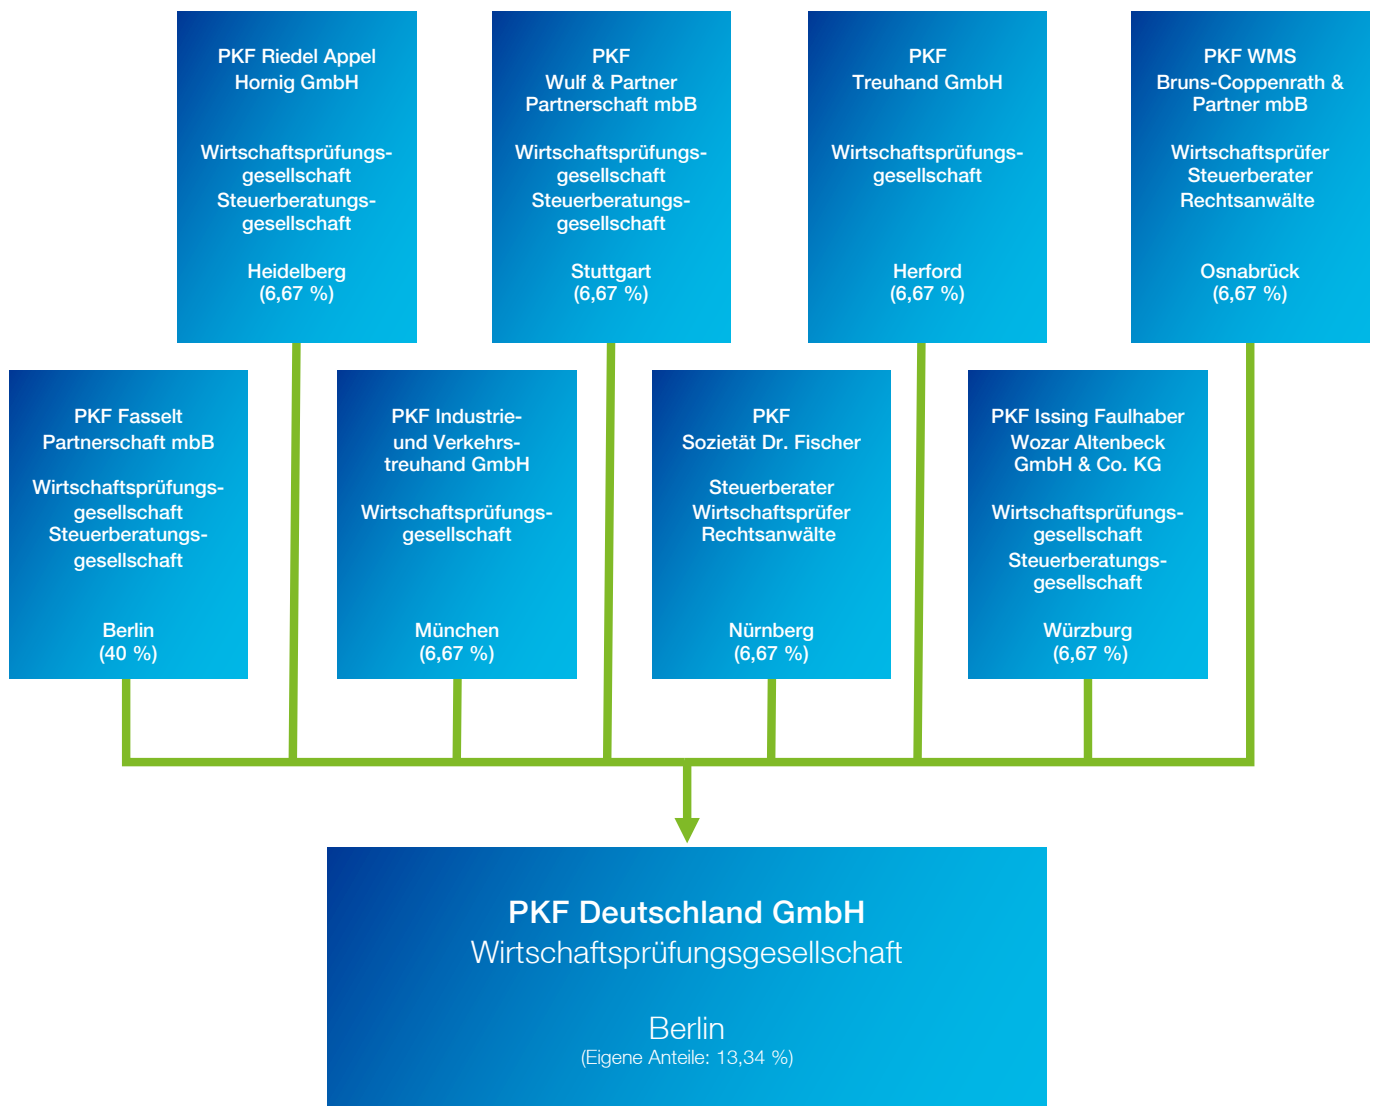 PKF Riedel Appel
Hornig GmbH
Wirtschaftsprüfungs-
gesellschaft
Steuerberatungs-
gesellschaft
Heidelberg
(6,67 %)
PKF
Wulf & Partner
Partnerschaft mbB
Wirtschaftsprüfungs-
gesellschaft
Steuerberatungs-
gesellschaft
Stuttgart
(6,67 %)
PKF
Treuhand GmbH
Wirtschaftsprüfungs-
gesellschaft
Herford
(6,67 %)
PKF WMS
Bruns-Coppenrath &
Partner mbB
Wirtschaftsprüfer
Steuerberater
Rechtsanwälte
Osnabrück
(6,67 %)
PKF Fasselt
Partnerschaft mbB
Wirtschaftsprüfungs-
gesellschaft
Steuerberatungs-
gesellschaft
Berlin
(40 %)
PKF Industrie-
und Verkehrs-
treuhand GmbH
Wirtschaftsprüfungs-
gesellschaft
München
(6,67 %)
PKF
Sozietät Dr. Fischer
Steuerberater
Wirtschaftsprüfer
Rechtsanwälte
Nürnberg
(6,67 %)
PKF Issing Faulhaber
Wozar Altenbeck
GmbH & Co. KG
Wirtschaftsprüfungs-
gesellschaft
Steuerberatungs-
gesellschaft
Würzburg
(6,67 %)
PKF Deutschland GmbH
Wirtschaftsprüfungsgesellschaft
Berlin
(Eigene Anteile: 13,34 %)